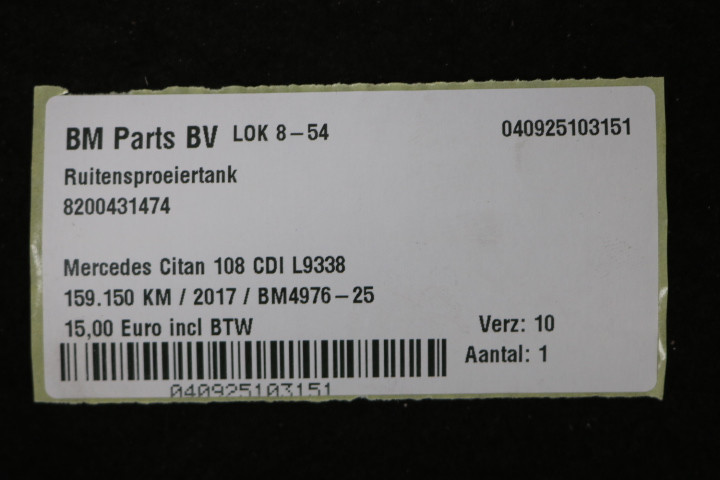 BM Parts BV LOK 8-54 040925103151
Ruitensproeiertank
8200431474
Mercedes Citan 108 CDI L9338
159.150 KM / 2017 / BM4976-25
15,00 Euro incl BTW Verz: 10
Aantal: 1
040925103151